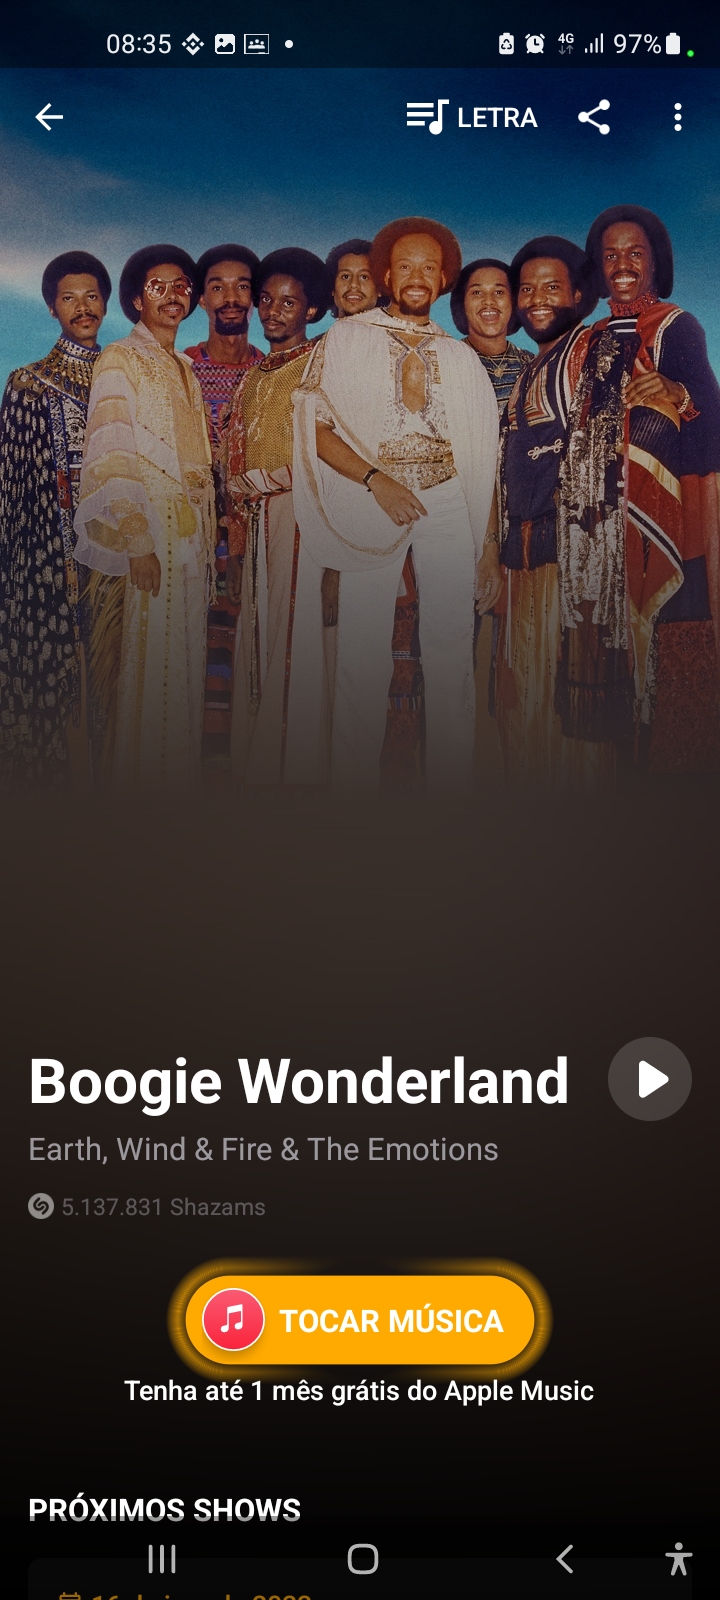 08:35
4G
97%
LETRA
Boogie Wonderland
Earth, Wind & Fire & The Emotions
5.137.831 Shazams
TOCAR MÚSICA
Tenha até 1 mês grátis do Apple Music
PRÓXIMOS SHOWS